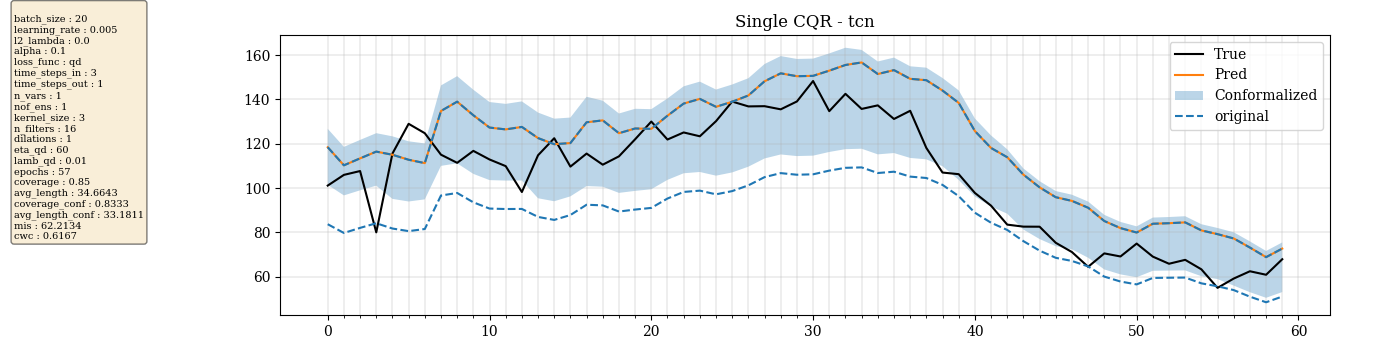 batch_size : 20
learning_rate : 0.005
l2_lambda : 0.0
alpha : 0.1
loss_func : qd
time_steps_in : 3
time_steps_out : 1
n_vars : 1
nof_ens : 1
kernel_size : 3
n_filters : 16
dilations : 1
eta_qd : 60
lamb_qd : 0.01
epochs : 57
coverage : 0.85
avg_length : 34.6643
coverage_conf : 0.8333
avg_length_conf : 33.1811
mis : 62.2134
cwc : 0.6167
Single CQR - tcn
160
140
120
100
80
60
True
Pred
Conformalized
original
0 10 20 30 40 50 60